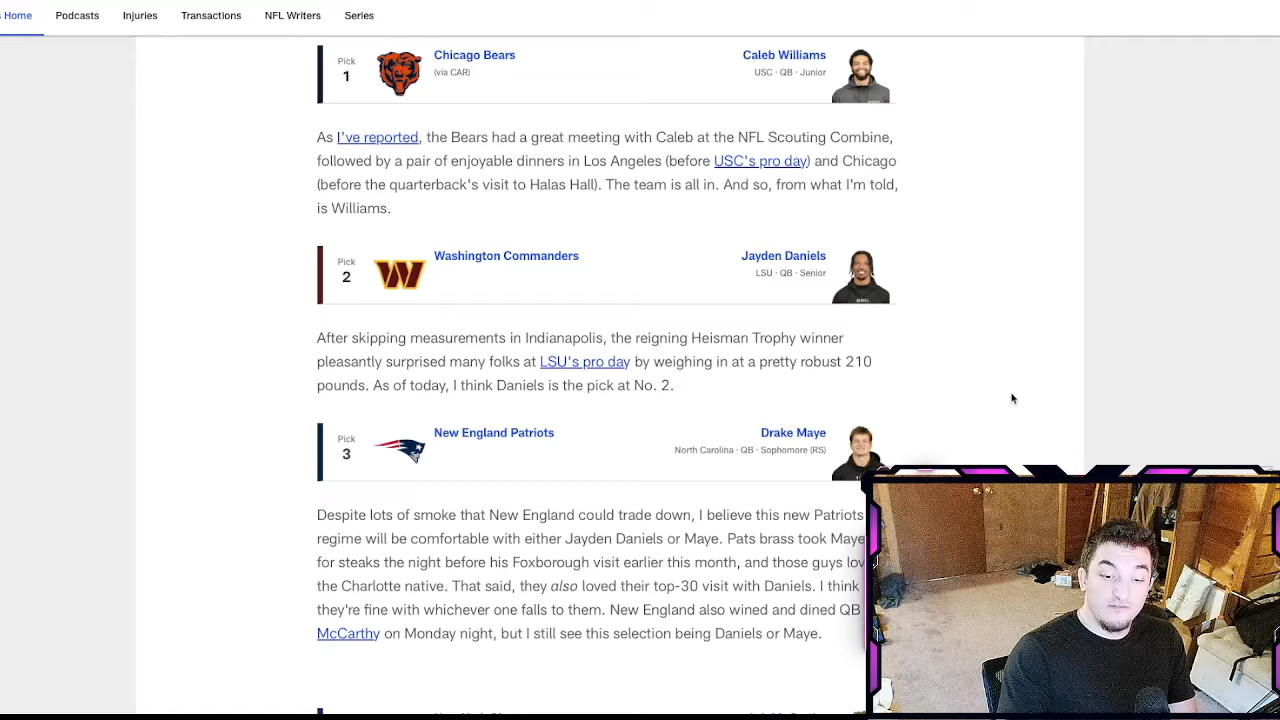 s Home Podcasts Injuries Transactions NFL Writers Series
Pick
1
Chicago Bears
(via CAR)
Caleb Williams
USC · QB · Junior
As I've reported, the Bears had a great meeting with Caleb at the NFL Scouting Combine,
followed by a pair of enjoyable dinners in Los Angeles (before USC's pro day) and Chicago
(before the quarterback's visit to Halas Hall). The team is all in. And so, from what I'm told,
is Williams.
Pick
2
W
Washington Commanders
Jayden Daniels
LSU · QB · Senior
After skipping measurements in Indianapolis, the reigning Heisman Trophy winner
pleasantly surprised many folks at LSU's pro day by weighing in at a pretty robust 210
pounds. As of today, I think Daniels is the pick at No. 2.
Pick
3
New England Patriots
Drake Maye
North Carolina · QB · Sophomore (RS)
Despite lots of smoke that New England could trade down, I believe this new Patriots
regime will be comfortable with either Jayden Daniels or Maye. Pats brass took Maye
for steaks the night before his Foxborough visit earlier this month, and those guys lov
the Charlotte native. That said, they also loved their top-30 visit with Daniels. I think
they're fine with whichever one falls to them. New England also wined and dined QB
McCarthy on Monday night, but I still see this selection being Daniels or Maye.